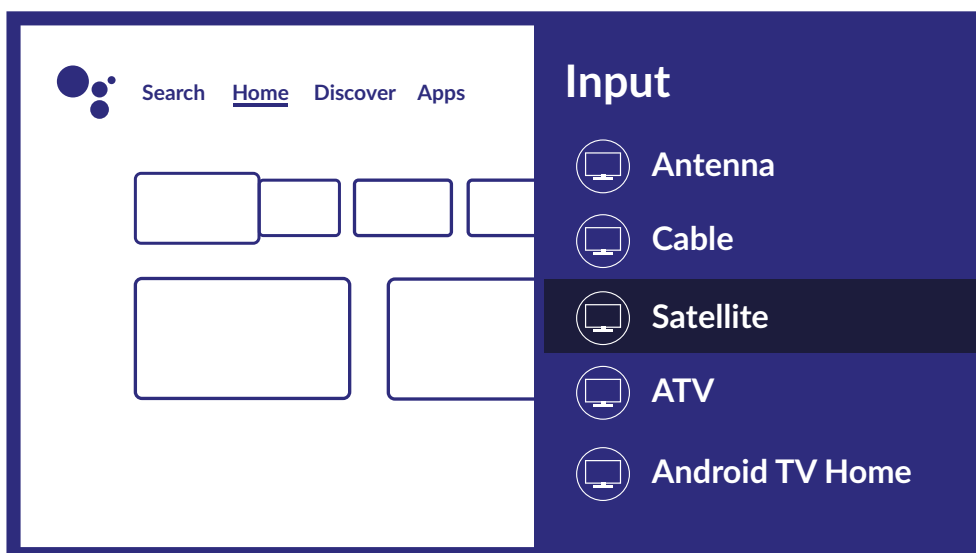 Search Home Discover Apps
Input
Antenna
Cable
Satellite
ATV
Android TV Home